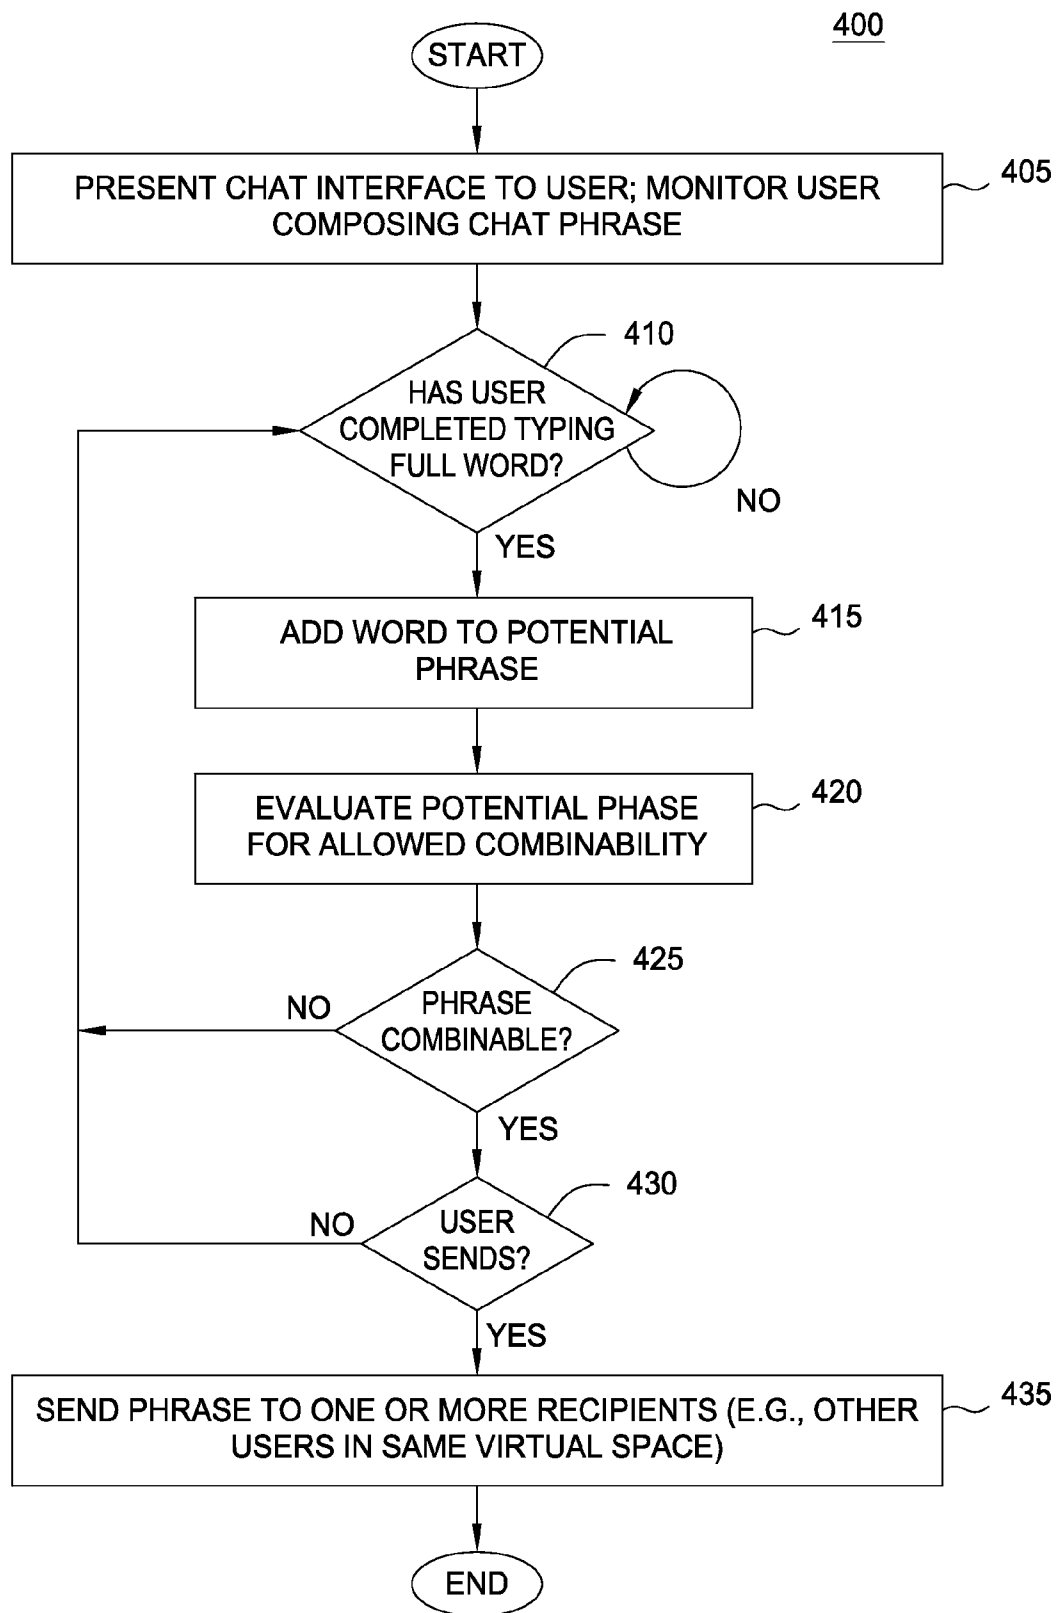 400
START
PRESENT CHAT INTERFACE TO USER; MONITOR USER
COMPOSING CHAT PHRASE
405
410
HAS USER
COMPLETED TYPING
FULL WORD?
NO
YES
ADD WORD TO POTENTIAL
PHRASE
415
EVALUATE POTENTIAL PHASE
FOR ALLOWED COMBINABILITY
420
425
PHRASE
COMBINABLE?
NO
YES
430
USER
SENDS?
NO
YES
SEND PHRASE TO ONE OR MORE RECIPIENTS (E.G., OTHER
USERS IN SAME VIRTUAL SPACE)
435
END